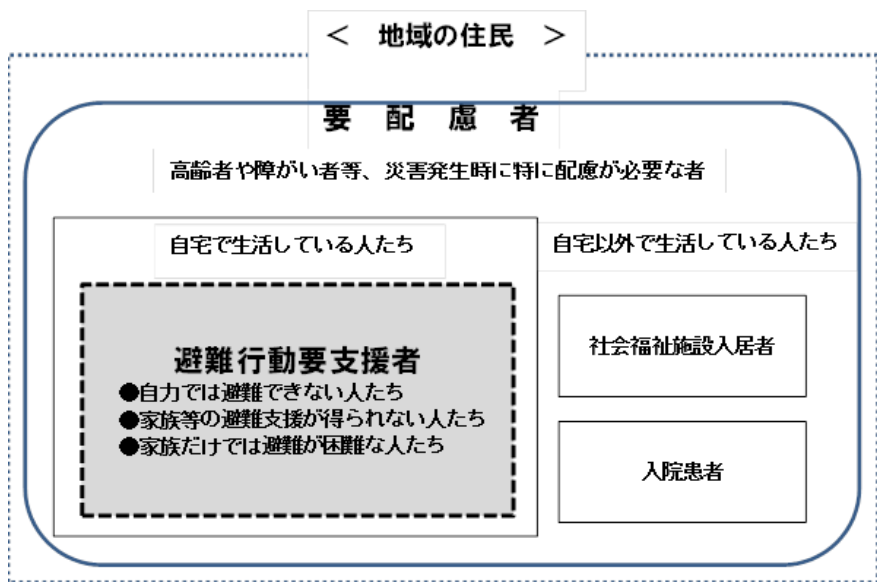 ＜　地域の住民　＞
要　配　慮　者
高齢者や障がい者等、災害発生時に特に配慮が必要な者
自宅で生活している人たち
避難行動要支援者
●自力では避難できない人たち
●家族等の避難支援が得られない人たち
●家族だけでは避難が困難な人たち
自宅以外で生活している人たち
社会福祉施設入居者
入院患者